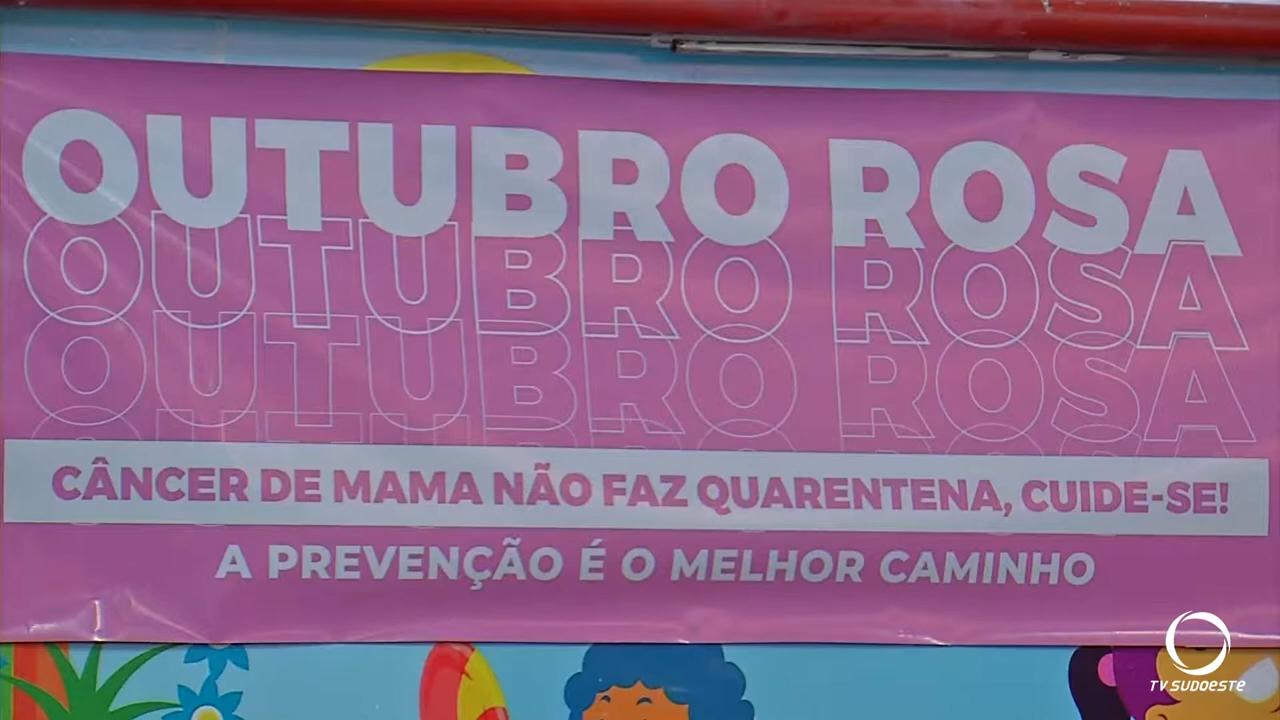 OUTUBRO ROSA
OUTUBRO ROSA
OUTUBRO ROSA
CÂNCER DE MAMA NÃO FAZ QUARENTENA, CUIDE-SE!
A PREVENÇÃO É O MELHOR CAMINHO
TV SUDOESTE